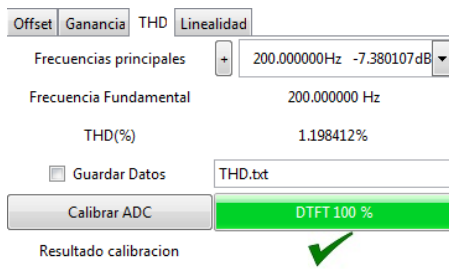 Offset Ganancia THD Linealidad
Frecuencias principales + 200.000000Hz -7.380107dB
Frecuencia Fundamental 200.000000 Hz
THD(%) 1.198412%
Guardar Datos THD.txt
Calibrar ADC DTFT 100 %
Resultado calibracion